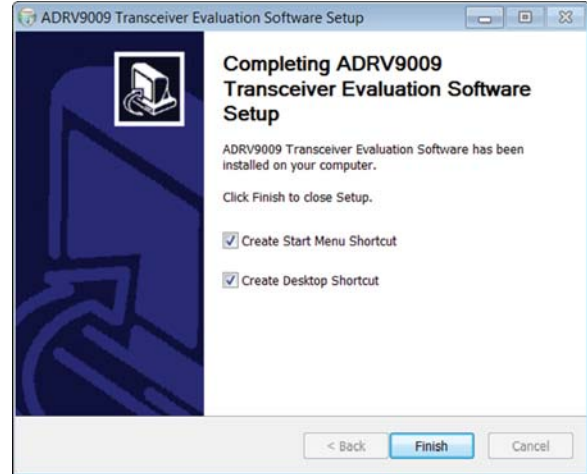 ADRV9009 Transceiver Evaluation Software Setup
Completing ADRV9009
Transceiver Evaluation Software
Setup
ADRV9009 Transceiver Evaluation Software has been
installed on your computer.
Click Finish to close Setup.
Create Start Menu Shortcut
Create Desktop Shortcut
< Back Finish Cancel